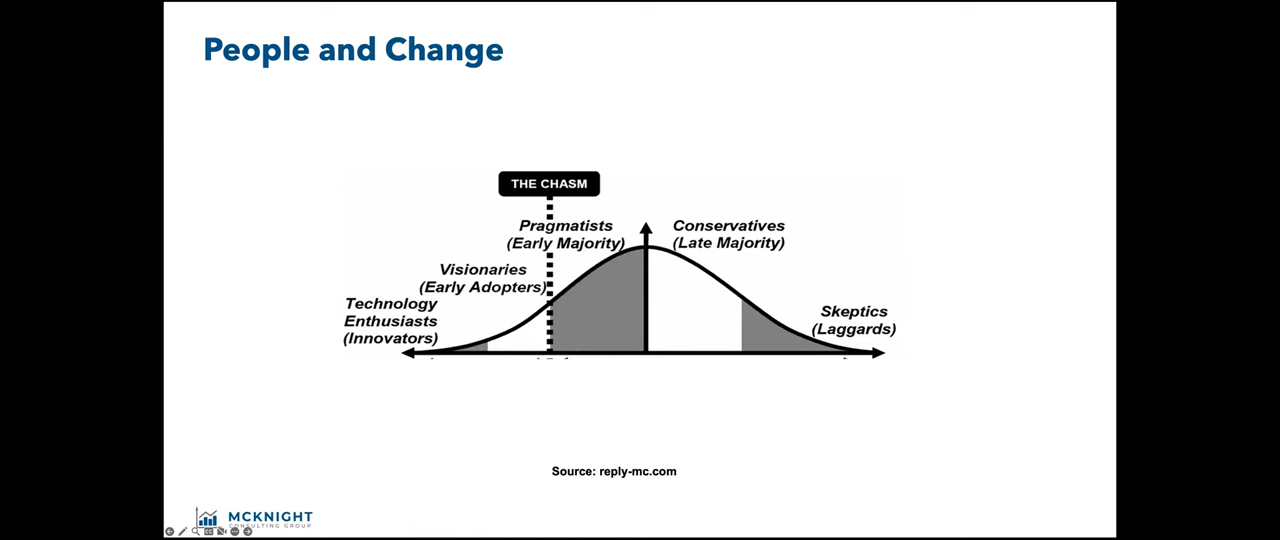 People and Change
THE CHASM
Pragmatists
(Early Majority)
Conservatives
(Late Majority)
Visionaries
(Early Adopters)
Technology
Enthusiasts
(Innovators)
Skeptics
(Laggards)
Source: reply-mc.com
MCKNIGHT
CONSULTING GROUP